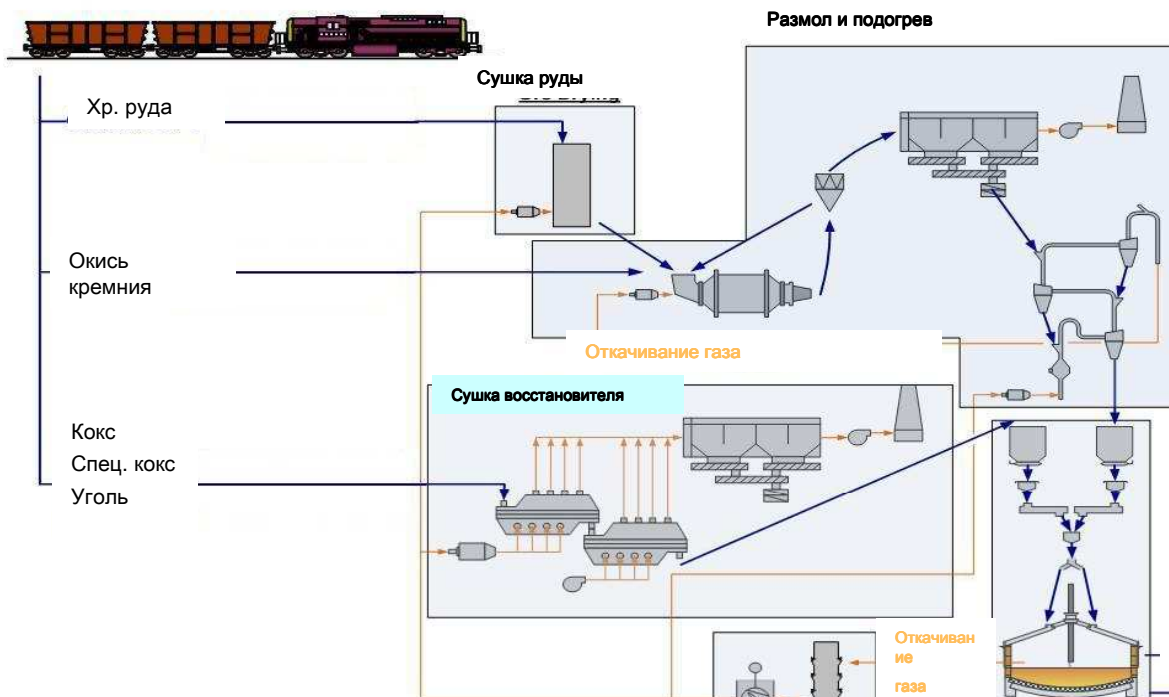 Размол и подогрев
Сушка руды
Хр. руда
Окись
кремния
Откачивание газа
Сушка восстановителя
Кокс
Спец. кокс
Уголь
Откачиван
ие
газа